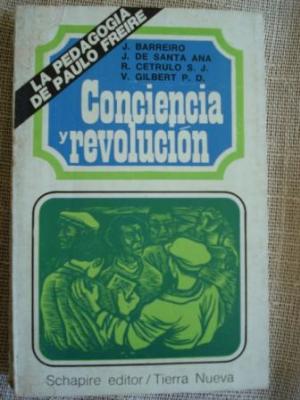 LA PEDAGOGIA
DE PAULO FREIRE
J. BARREIRO
J. DE SANTA ANA
R. CETRULO S. J.
V. GILBERT P. D.
Conciencia
y revolución
Schapire editor/Tierra Nueva